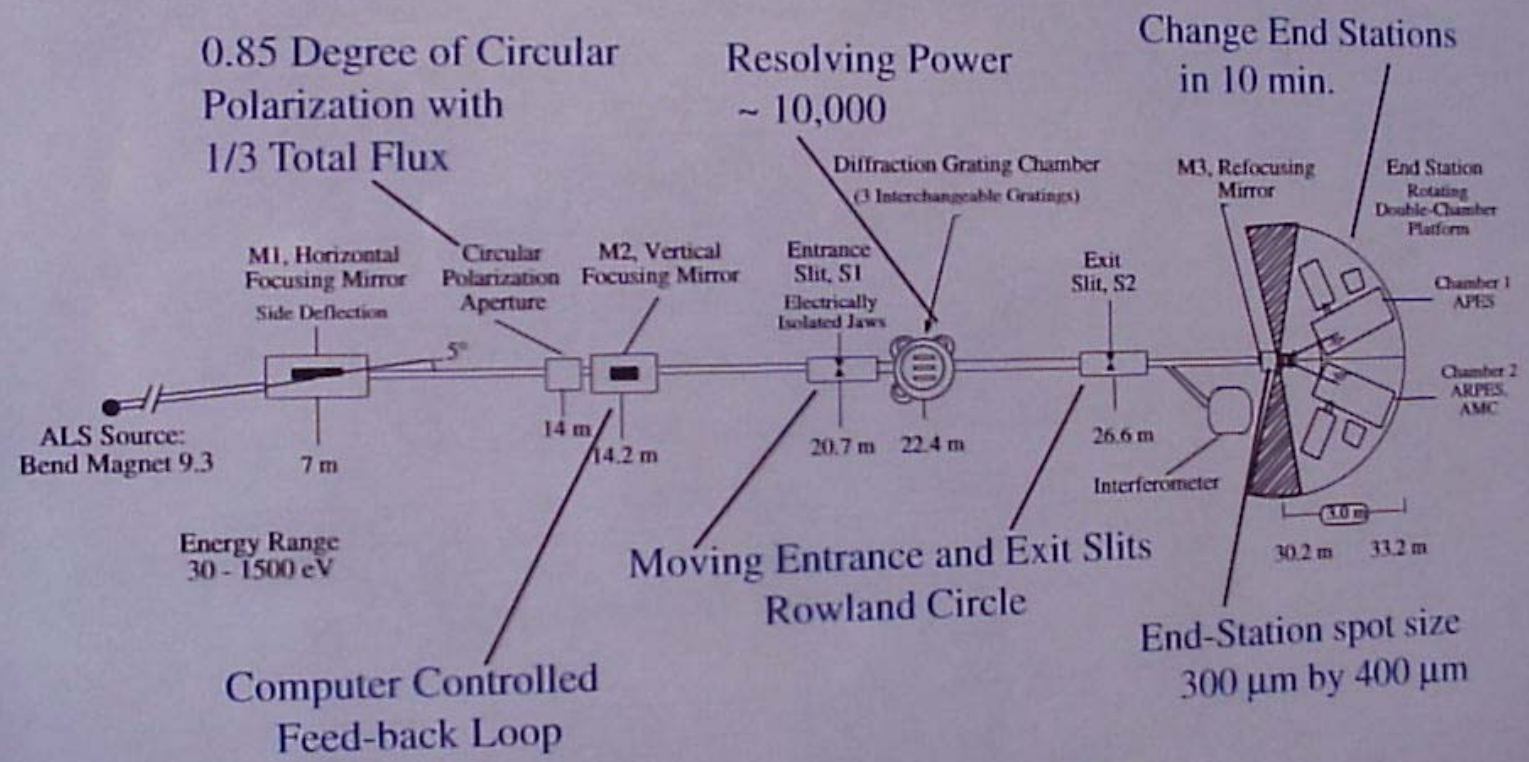 0.85 Degree of Circular
Polarization with
1/3 Total Flux
Resolving Power
~ 10,000
Change End Stations
in 10 min.
Diffraction Grating Chamber
(3 Interchangeable Gratings)
M3, Refocusing
Mirror
End Station
Rotating
Double-Chamber
Platform
M1, Horizontal
Focusing Mirror
Side Deflection
Circular
Polarization
Aperture
M2, Vertical
Focusing Mirror
Entrance
Slit, S1
Electrically
Isolated Jaws
Exit
Slit, S2
Chamber 1
APES
5°
Chamber 2
ARPES,
AMC
ALS Source:
Bend Magnet 9.3
7 m
14 m
14.2 m
20.7 m
22.4 m
26.6 m
Interferometer
3.0 m
30.2 m
33.2 m
Energy Range
30 - 1500 eV
Moving Entrance and Exit Slits
Rowland Circle
End-Station spot size
300 µm by 400 µm
Computer Controlled
Feed-back Loop